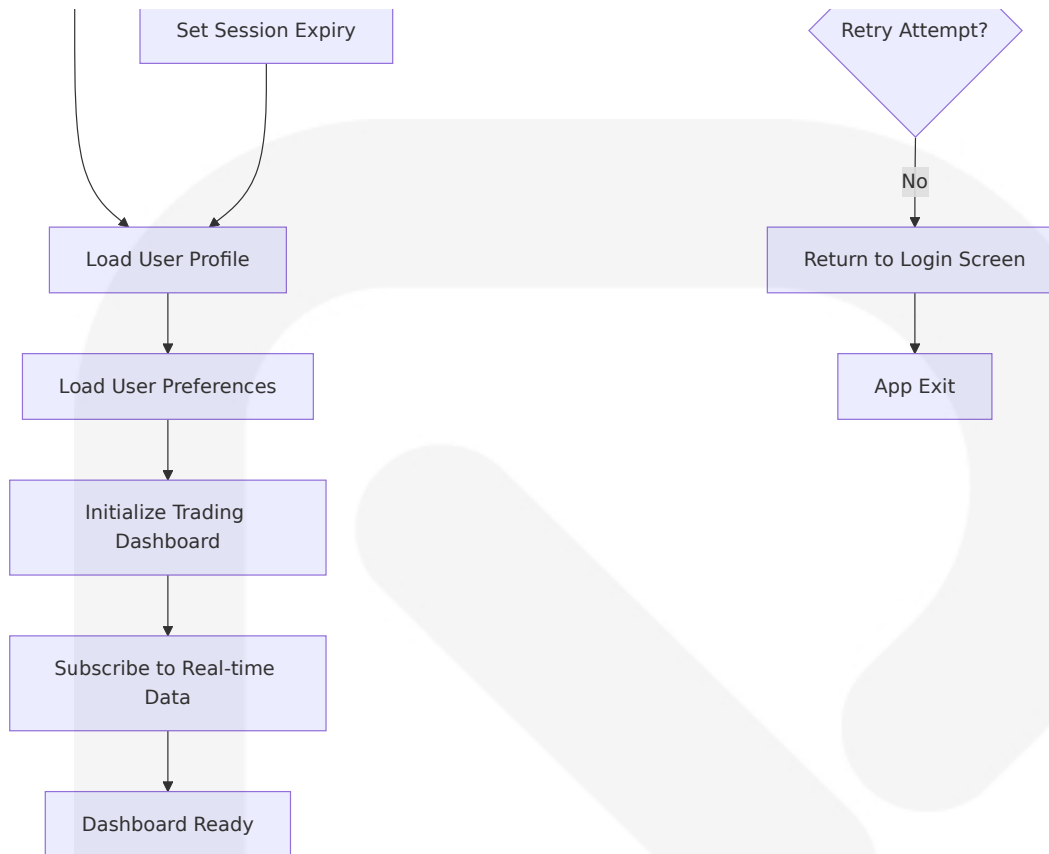 Set Session Expiry
Retry Attempt?
No
Load User Profile
Return to Login Screen
Load User Preferences
App Exit
Initialize Trading
Dashboard
Subscribe to Real-time
Data
Dashboard Ready